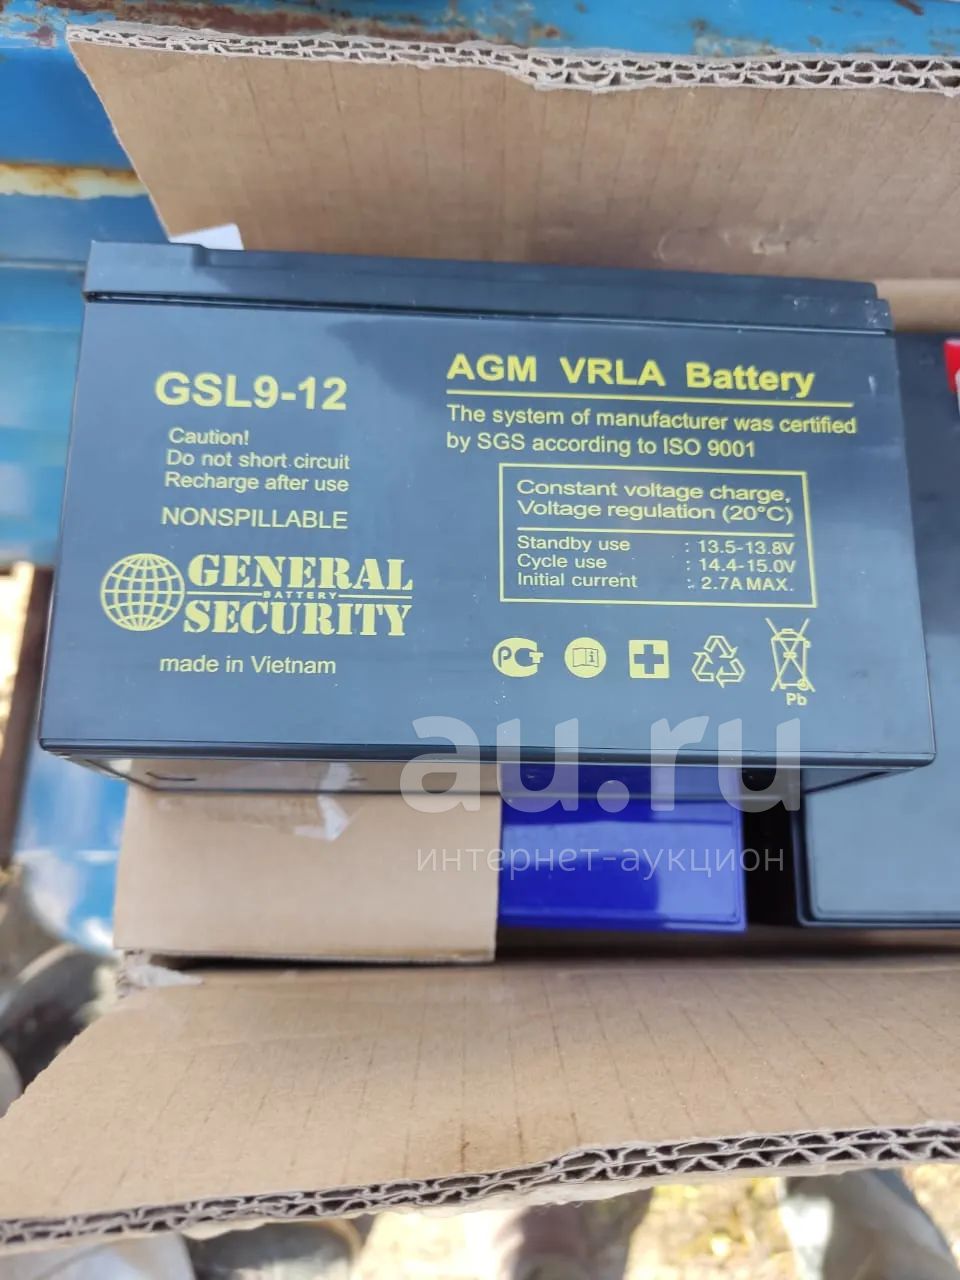 GSL9-12
Caution!
Do not short circuit
Recharge after use
NONSPILLABLE
GENERAL
BATTERY
SECURITY
made in Vietnam
AGM VRLA Battery
The system of manufacturer was certified
by SGS according to ISO 9001
Constant voltage charge,
Voltage regulation (20°C)
Standby use : 13.5-13.8V
Cycle use : 14.4-15.0V
Initial current : 2.7A MAX.
РСТ
Pb
au.ru
интернет-аукцион